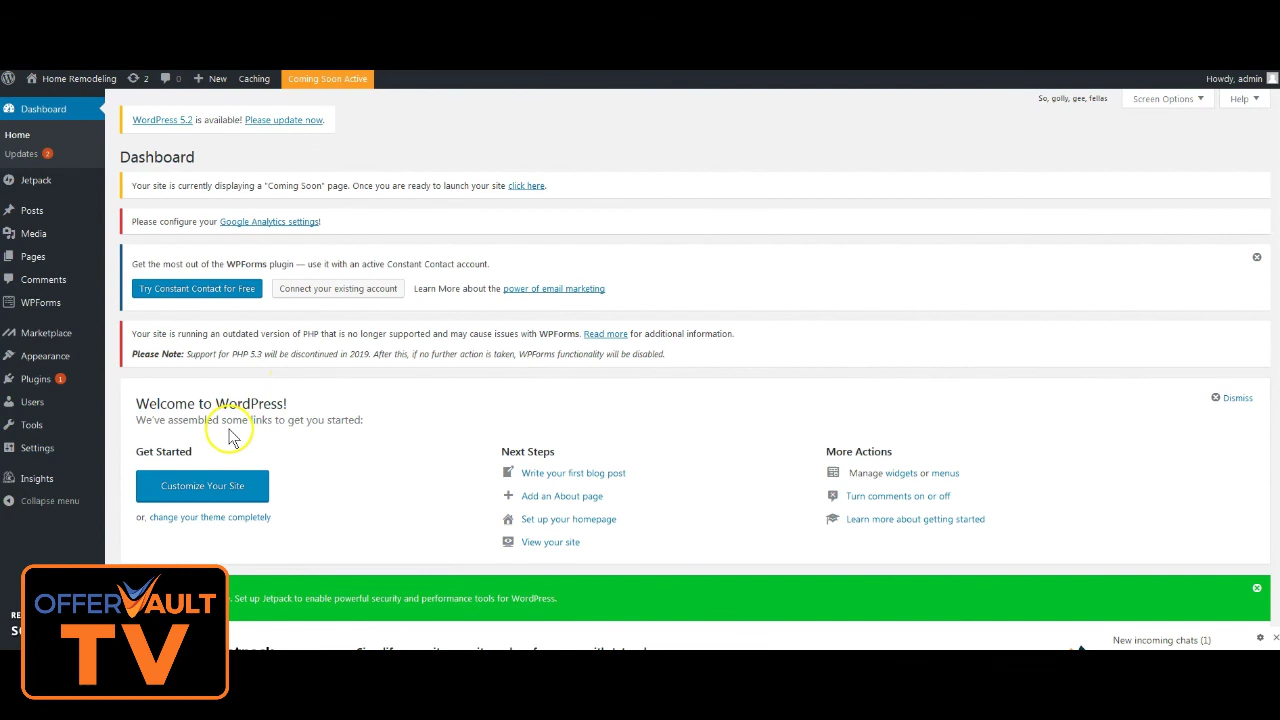 Home Remodeling 2 0 New Caching Coming Soon Active Howdy, admin
So, golly, gee, fellas Screen Options Help
Dashboard
Home
Updates 2
Jetpack
Posts
Media
Pages
Comments
WPForms
Marketplace
Appearance
Plugins 1
Users
Tools
Settings
Insights
Collapse menu
WordPress 5.2 is available! Please update now.
Dashboard
Your site is currently displaying a "Coming Soon" page. Once you are ready to launch your site click here.
Please configure your Google Analytics settings!
Get the most out of the WPForms plugin — use it with an active Constant Contact account.
Try Constant Contact for Free Connect your existing account Learn More about the power of email marketing
Your site is running an outdated version of PHP that is no longer supported and may cause issues with WPForms. Read more for additional information.
Please Note: Support for PHP 5.3 will be discontinued in 2019. After this, if no further action is taken, WPForms functionality will be disabled.
Welcome to WordPress!
Dismiss
We've assembled some links to get you started:
Get Started
Customize Your Site
or, change your theme completely
Next Steps
Write your first blog post
Add an About page
Set up your homepage
View your site
More Actions
Manage widgets or menus
Turn comments on or off
Learn more about getting started
Set up Jetpack to enable powerful security and performance tools for WordPress.
New incoming chats (1)
OFFERVAULT
TV